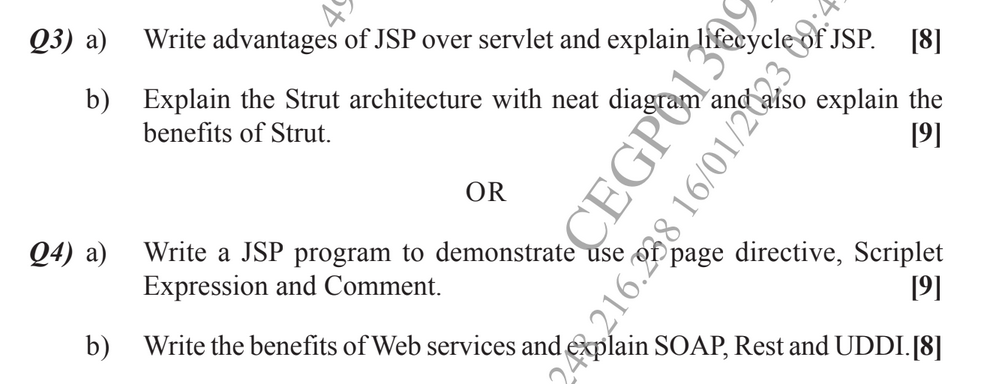 Q3) a) Write advantages of JSP over servlet and explain lifecycle of JSP. [8]
b) Explain the Strut architecture with neat diagram and also explain the
benefits of Strut. [9]
OR
Q4) a) Write a JSP program to demonstrate use of page directive, Scriplet
Expression and Comment. [9]
b) Write the benefits of Web services and explain SOAP, Rest and UDDI.[8]
CEGP01309
248.216.238 16/01/2023 09:4
49